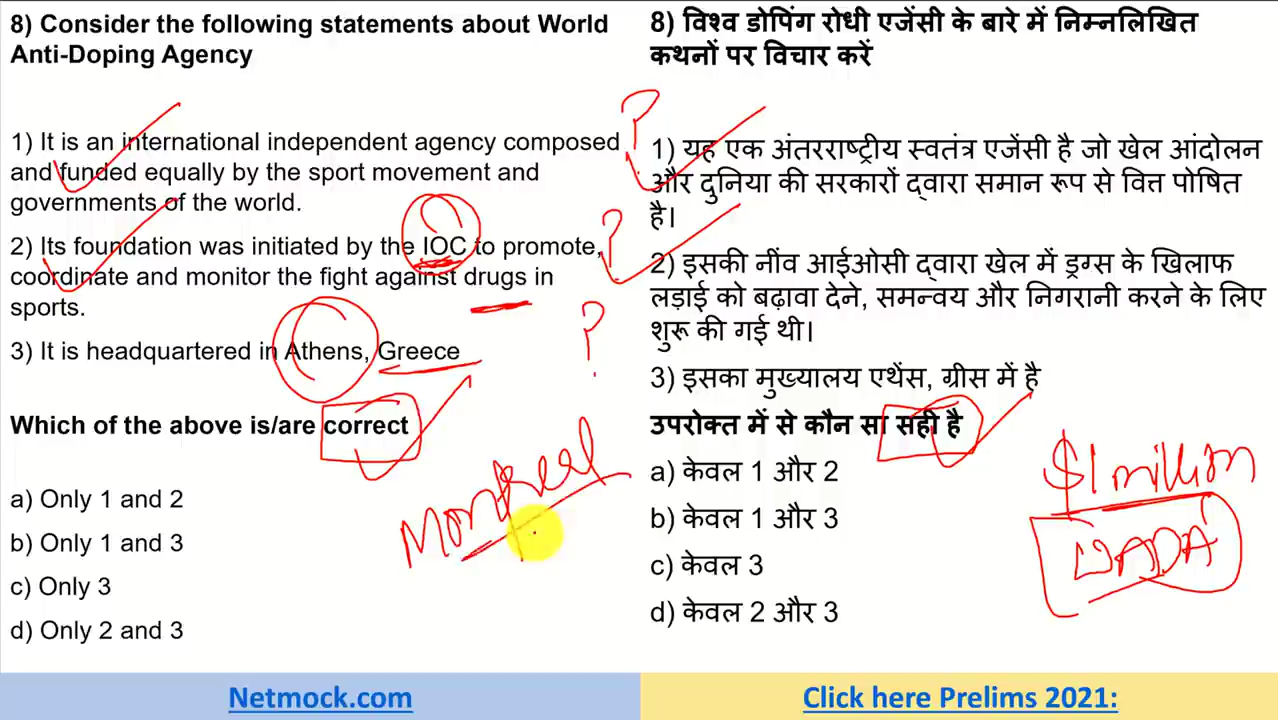 8) Consider the following statements about World
Anti-Doping Agency
1) It is an international independent agency composed
and funded equally by the sport movement and
governments of the world.
2) Its foundation was initiated by the IOC to promote,
coordinate and monitor the fight against drugs in
sports.
3) It is headquartered in Athens, Greece
Which of the above is/are correct
a) Only 1 and 2
b) Only 1 and 3
c) Only 3
d) Only 2 and 3
?
?
?
Montreal
8) विश्व डोपिंग रोधी एजेंसी के बारे में निम्नलिखित
कथनों पर विचार करें
1) यह एक अंतरराष्ट्रीय स्वतंत्र एजेंसी है जो खेल आंदोलन
और दुनिया की सरकारों द्वारा समान रूप से वित्त पोषित
है।
2) इसकी नींव आईओसी द्वारा खेल में ड्रग्स के खिलाफ
लड़ाई को बढ़ावा देने, समन्वय और निगरानी करने के लिए
शुरू की गई थी।
3) इसका मुख्यालय एथेंस, ग्रीस में है
उपरोक्त में से कौन सा सही है
a) केवल 1 और 2
b) केवल 1 और 3
c) केवल 3
d) केवल 2 और 3
$1 million
WADA
Netmock.com
Click here Prelims 2021: